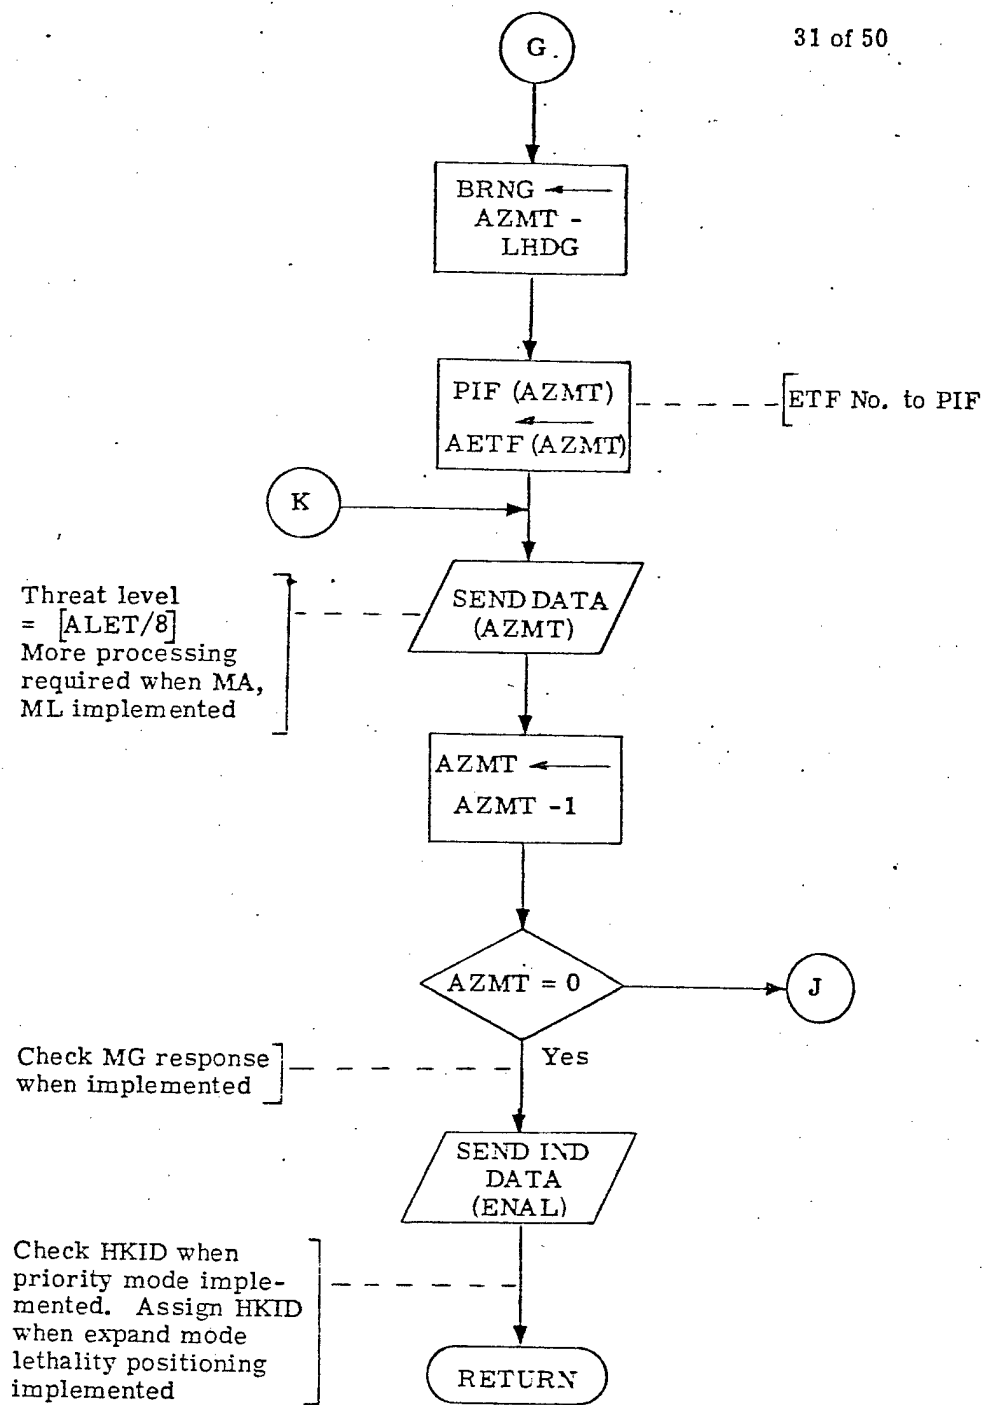 31 of 50
G.
BRNG ←
AZMT -
LHDG
PIF (AZMT)
←
AETF (AZMT)
[ETF No. to PIF
K
Threat level
= [ALET/8]
More processing
required when MA,
ML implemented
SEND DATA
(AZMT)
AZMT ←
AZMT -1
AZMT = 0
J
Yes
Check MG response
when implemented
SEND IND
DATA
(ENAL)
Check HKID when
priority mode imple-
mented. Assign HKID
when expand mode
lethality positioning
implemented
RETURN